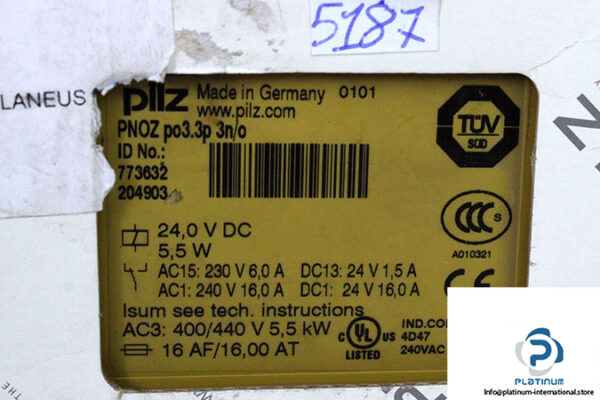 5187
LANEUS
pilz Made in Germany 0101
www.pilz.com
PNOZ po3.3p 3n/o
ID No.:
773632
204903
TÜV
SÜD
24,0 V DC
5,5 W
CCC S
A010321
AC15: 230 V 6,0 A DC13: 24 V 1,5 A
AC1: 240 V 16,0 A DC1: 24 V 16,0 A
CE
Isum see tech. instructions
AC3: 400/440 V 5,5 kW
16 AF/16,00 AT
C UL US
LISTED
IND.CO
4D47
240VAC
PLATINUM
Info@platinum-international.store